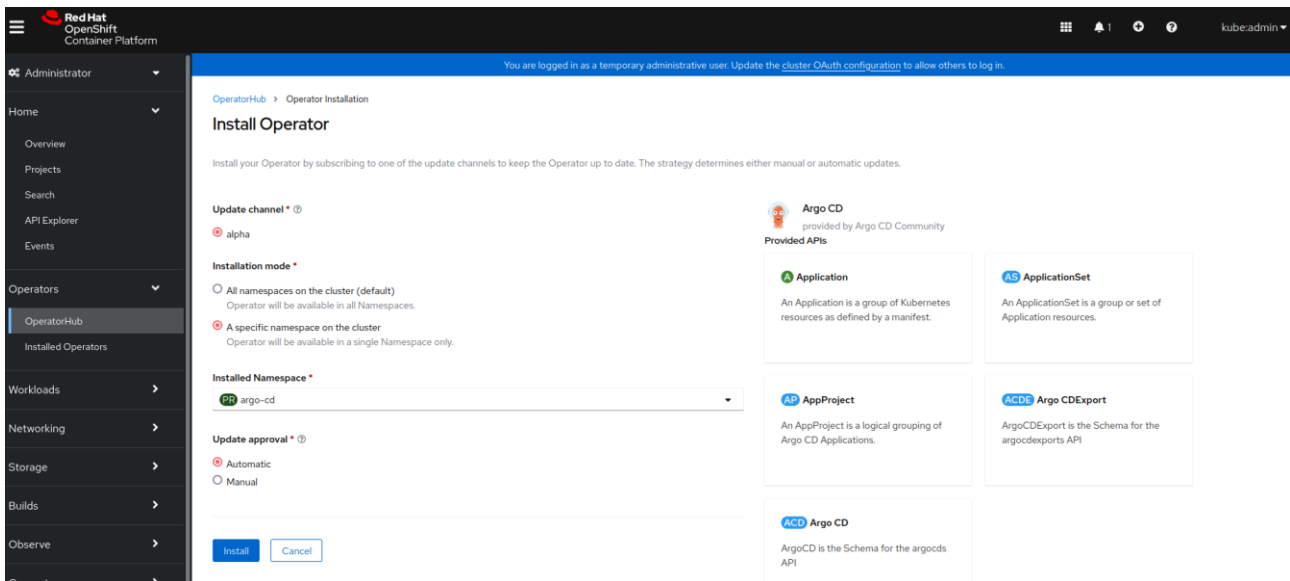 Red Hat
OpenShift
Container Platform
1
kube:admin
Administrator
You are logged in as a temporary administrative user. Update the cluster OAuth configuration to allow others to log in.
Home
Overview
Projects
Search
API Explorer
Events
Operators
OperatorHub
Installed Operators
Workloads
Networking
Storage
Builds
Observe
OperatorHub > Operator Installation
Install Operator
Install your Operator by subscribing to one of the update channels to keep the Operator up to date. The strategy determines either manual or automatic updates.
Update channel *
alpha
Installation mode *
All namespaces on the cluster (default)
Operator will be available in all Namespaces.
A specific namespace on the cluster
Operator will be available in a single Namespace only.
Installed Namespace *
PR argo-cd
Update approval *
Automatic
Manual
Install
Cancel
Argo CD
provided by Argo CD Community
Provided APIs
A Application
An Application is a group of Kubernetes
resources as defined by a manifest.
AS ApplicationSet
An ApplicationSet is a group or set of
Application resources.
AP AppProject
An AppProject is a logical grouping of
Argo CD Applications.
ACDE Argo CDExport
ArgoCDExport is the Schema for the
argocdexports API
ACD Argo CD
ArgoCD is the Schema for the argocds
API